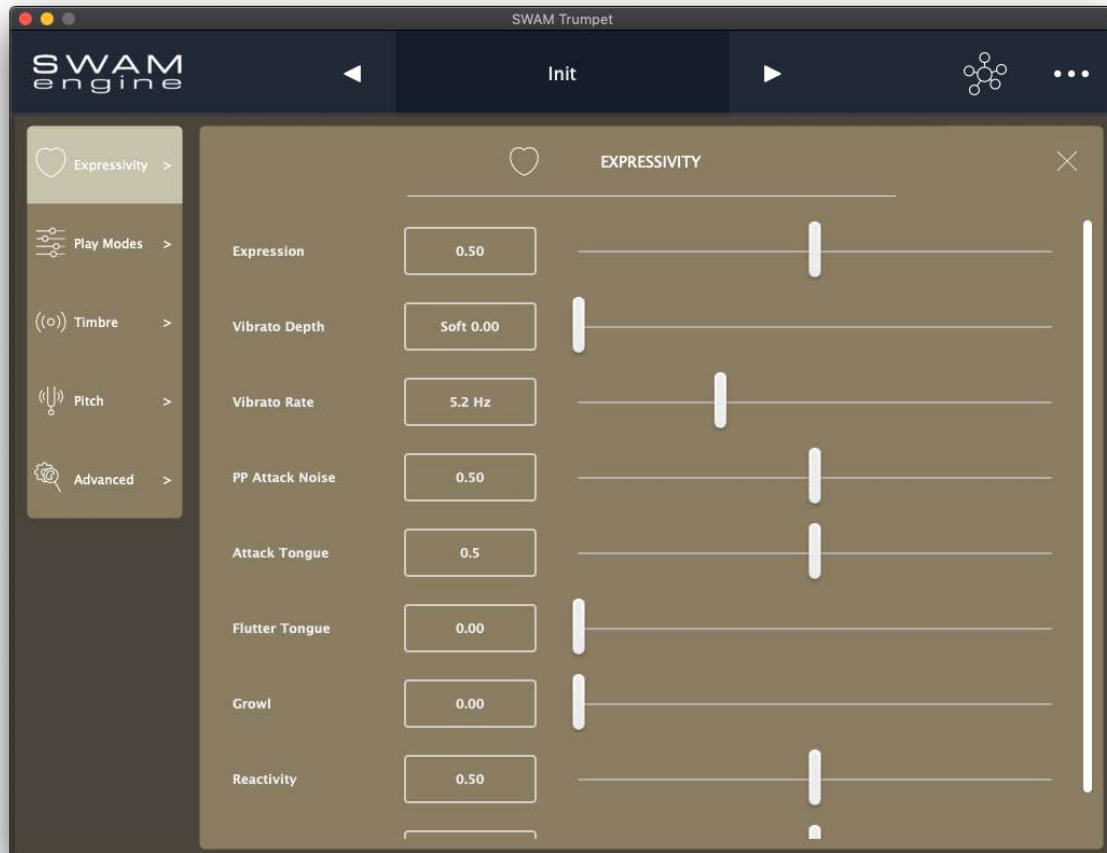 SWAM Trumpet
SWAM
engine
Init
Expressivity >
Play Modes >
Timbre >
Pitch >
Advanced >
EXPRESSIVITY
Expression 0.50
Vibrato Depth Soft 0.00
Vibrato Rate 5.2 Hz
PP Attack Noise 0.50
Attack Tongue 0.5
Flutter Tongue 0.00
Growl 0.00
Reactivity 0.50